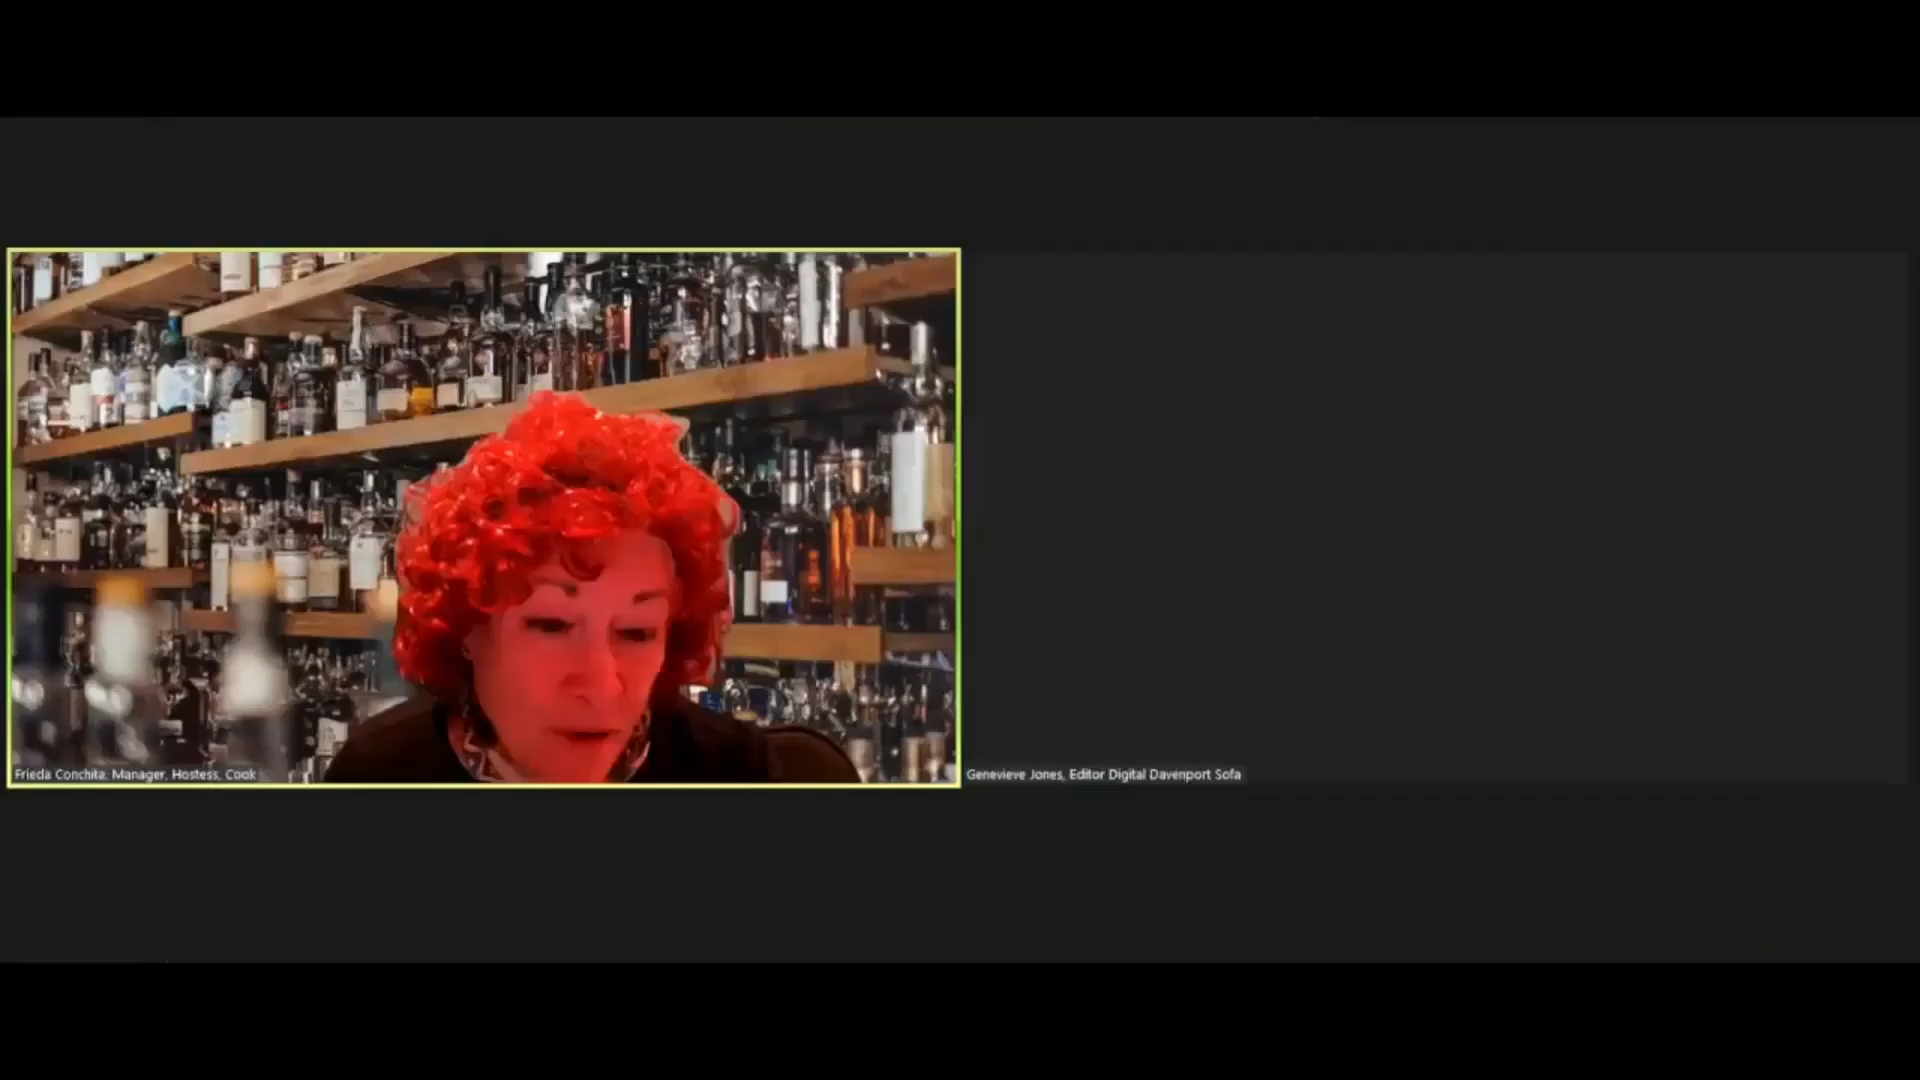 Frieda Conchita. Manager, Hostess, Cook
Genevieve Jones, Editor Digital Davenport Sofa